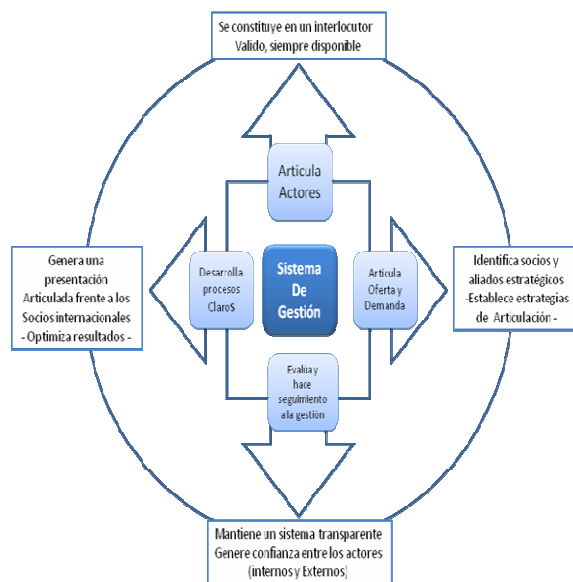 Se constituye en un interlocutor
Valido, siempre disponible
Articula
Actores
Genera una
presentación
Articulada frente a los
Socios internacionales
- Optimiza resultados -
Desarrolla
procesos
ClaroS
Sistema
De
Gestión
Articula
Oferta y
Demanda
Identifica socios y
aliados estratégicos
-Establece estrategias
de Articulación -
Evalúa y
hace
seguimiento
a la gestión
Mantiene un sistema transparente
Genere confianza entre los actores
(internos y Externos)